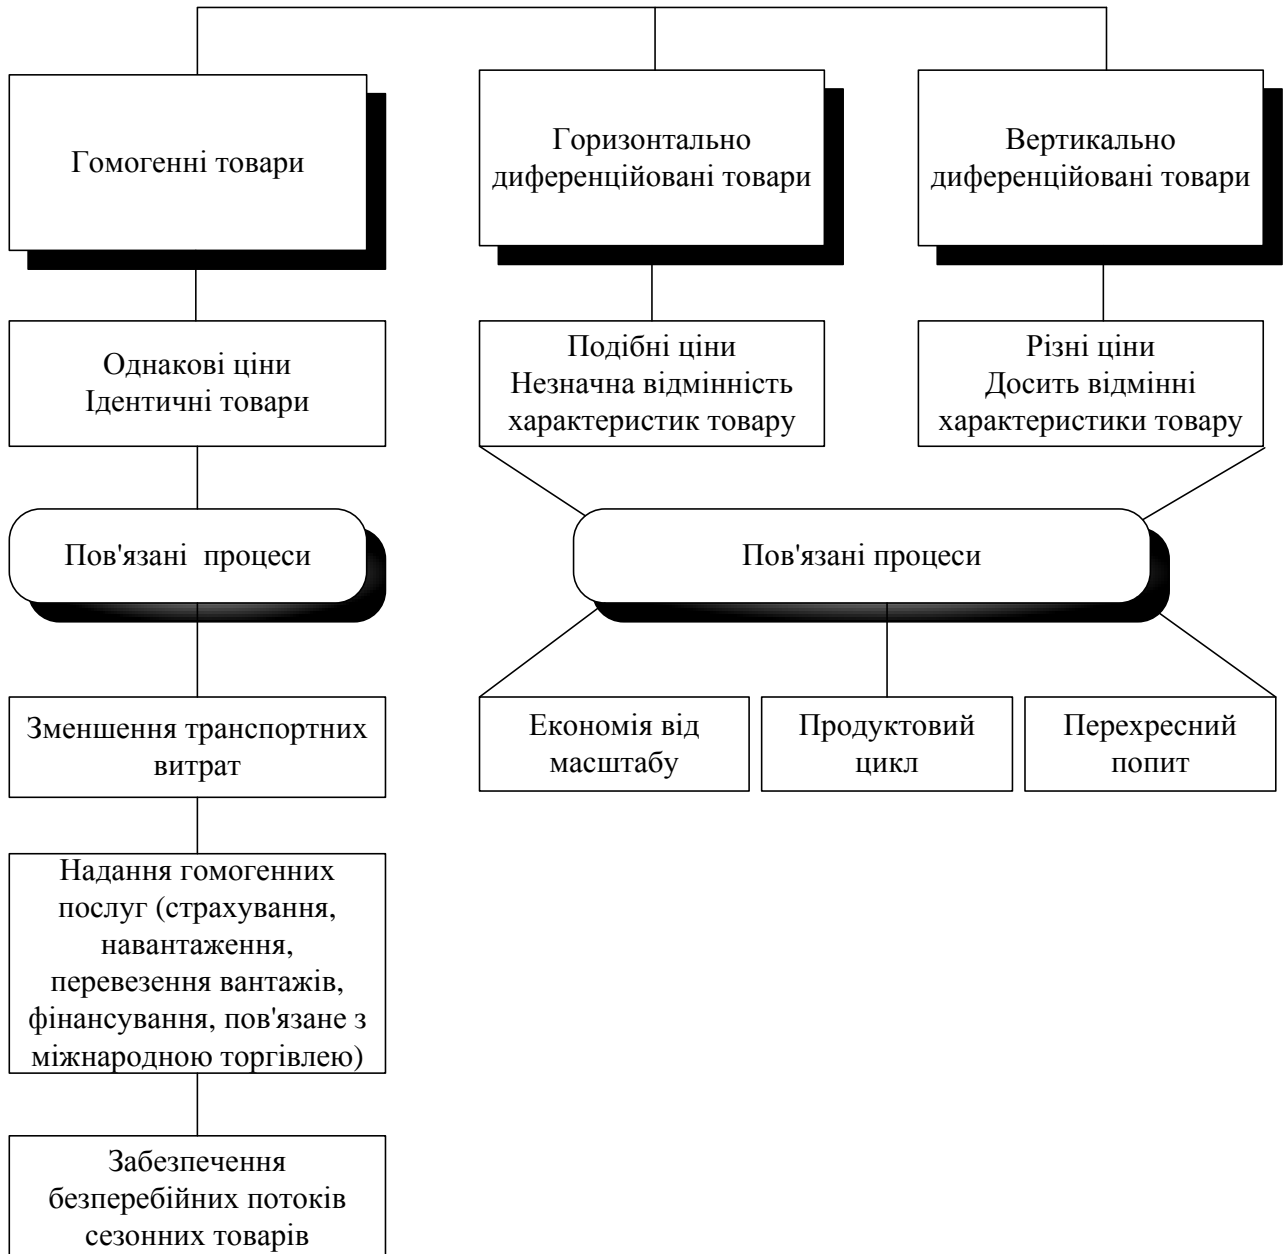 Гомогенні товари
Горизонтально
диференційовані товари
Вертикально
диференційовані товари
Однакові ціни
Ідентичні товари
Подібні ціни
Незначна відмінність
характеристик товару
Різні ціни
Досить відмінні
характеристики товару
Пов'язані процеси
Пов'язані процеси
Зменшення транспортних
витрат
Економія від
масштабу
Продуктовий
цикл
Перехресний
попит
Надання гомогенних
послуг (страхування,
навантаження,
перевезення вантажів,
фінансування, пов'язане з
міжнародною торгівлею)
Забезпечення
безперебійних потоків
сезонних товарів